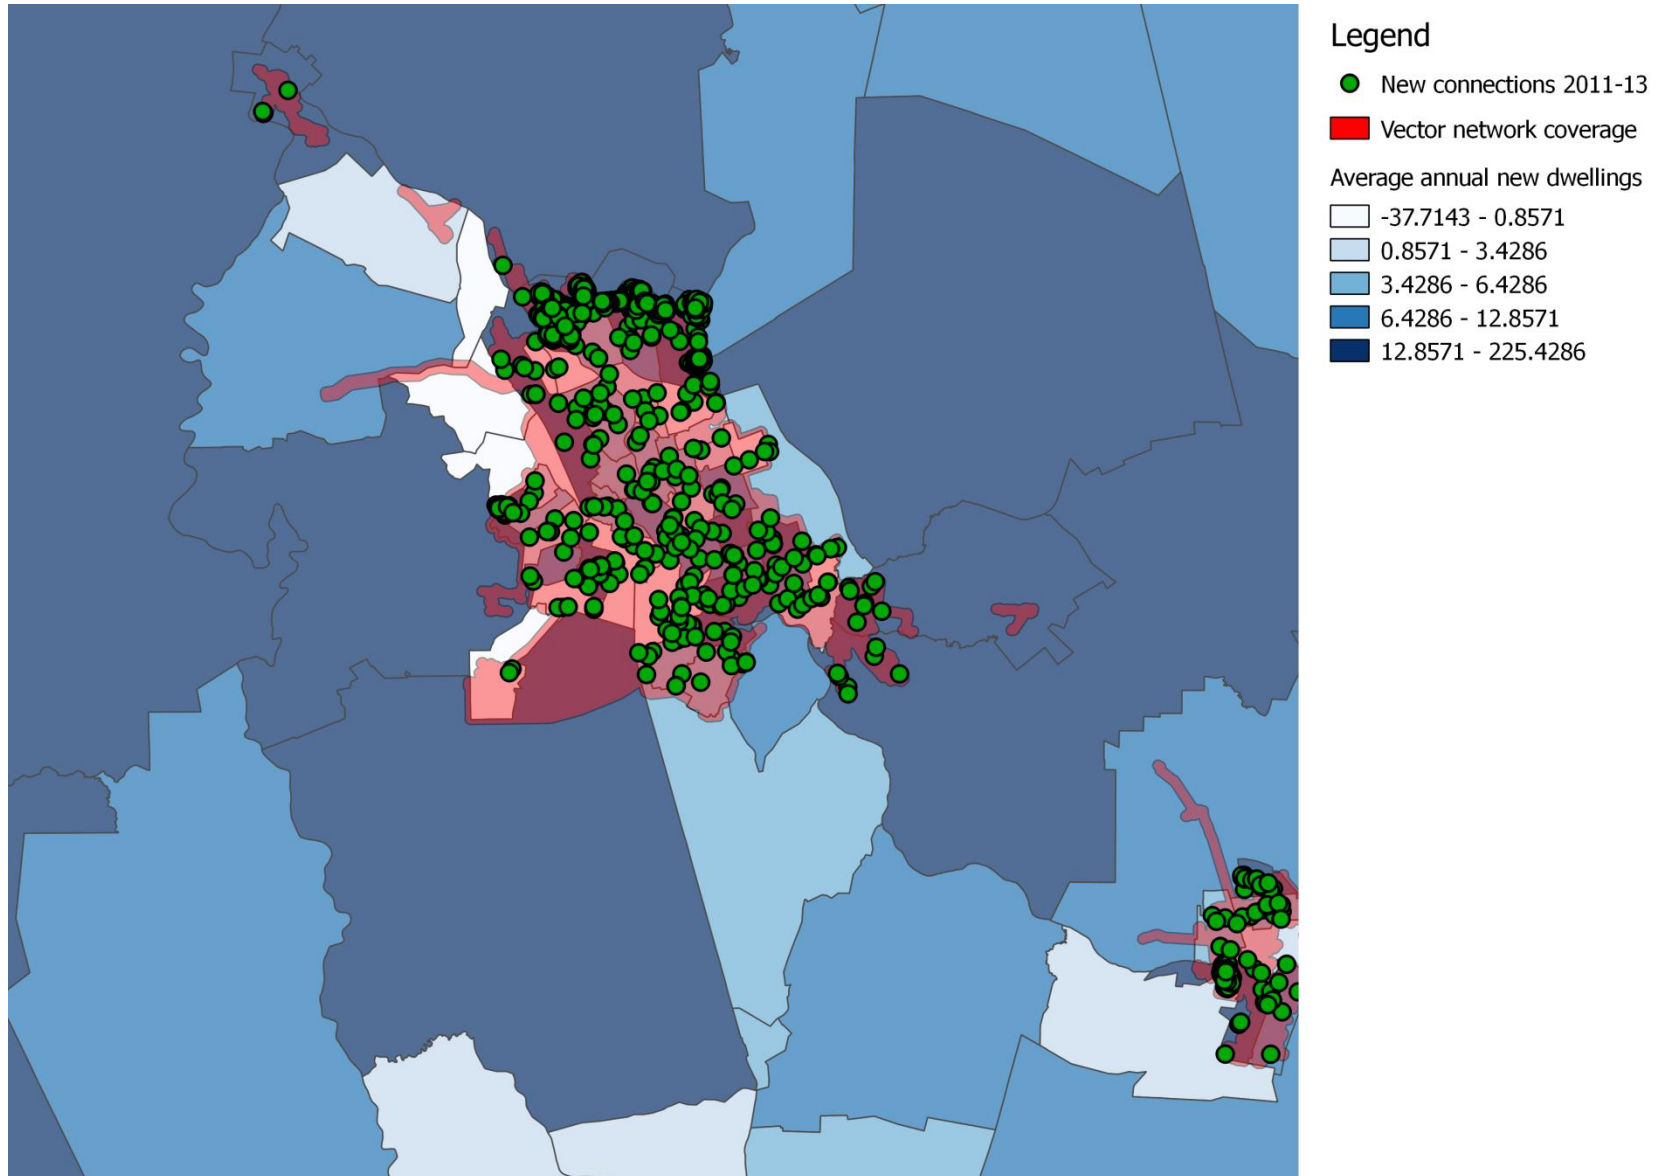 Legend
New connections 2011-13
Vector network coverage
Average annual new dwellings
-37.7143 - 0.8571
0.8571 - 3.4286
3.4286 - 6.4286
6.4286 - 12.8571
12.8571 - 225.4286